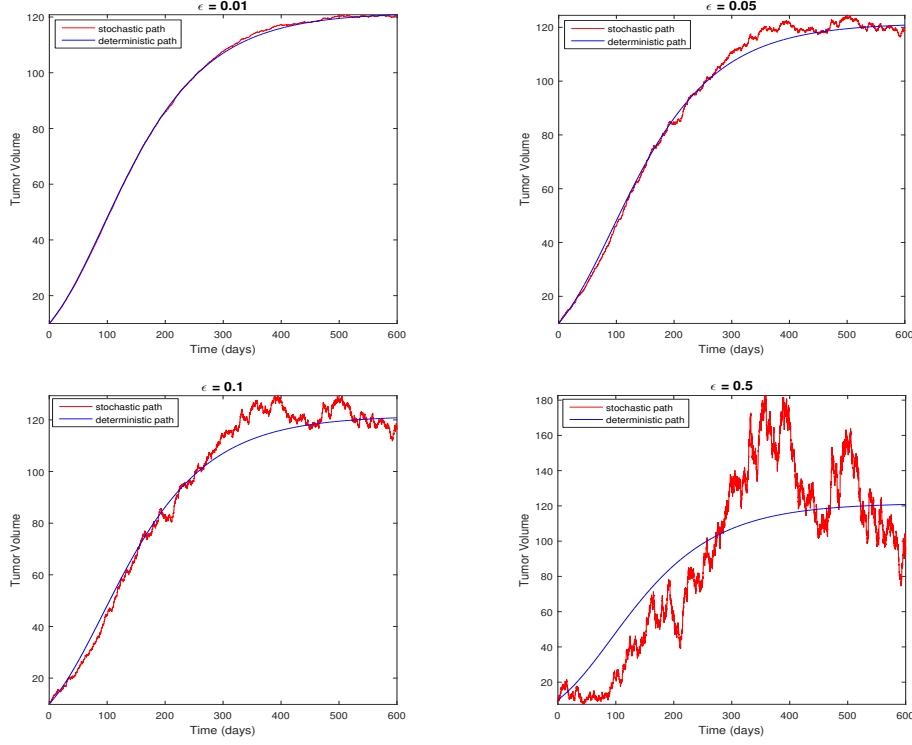 ϵ = 0.01
stochastic path
deterministic path
Tumor Volume
120
100
80
60
40
20
0
100
200
300
400
500
600
Time (days)
ϵ = 0.05
stochastic path
deterministic path
Tumor Volume
120
100
80
60
40
20
0
100
200
300
400
500
600
Time (days)
ϵ = 0.1
stochastic path
deterministic path
Tumor Volume
120
100
80
60
40
20
0
100
200
300
400
500
600
Time (days)
ϵ = 0.5
stochastic path
deterministic path
Tumor Volume
180
160
140
120
100
80
60
40
20
0
100
200
300
400
500
600
Time (days)